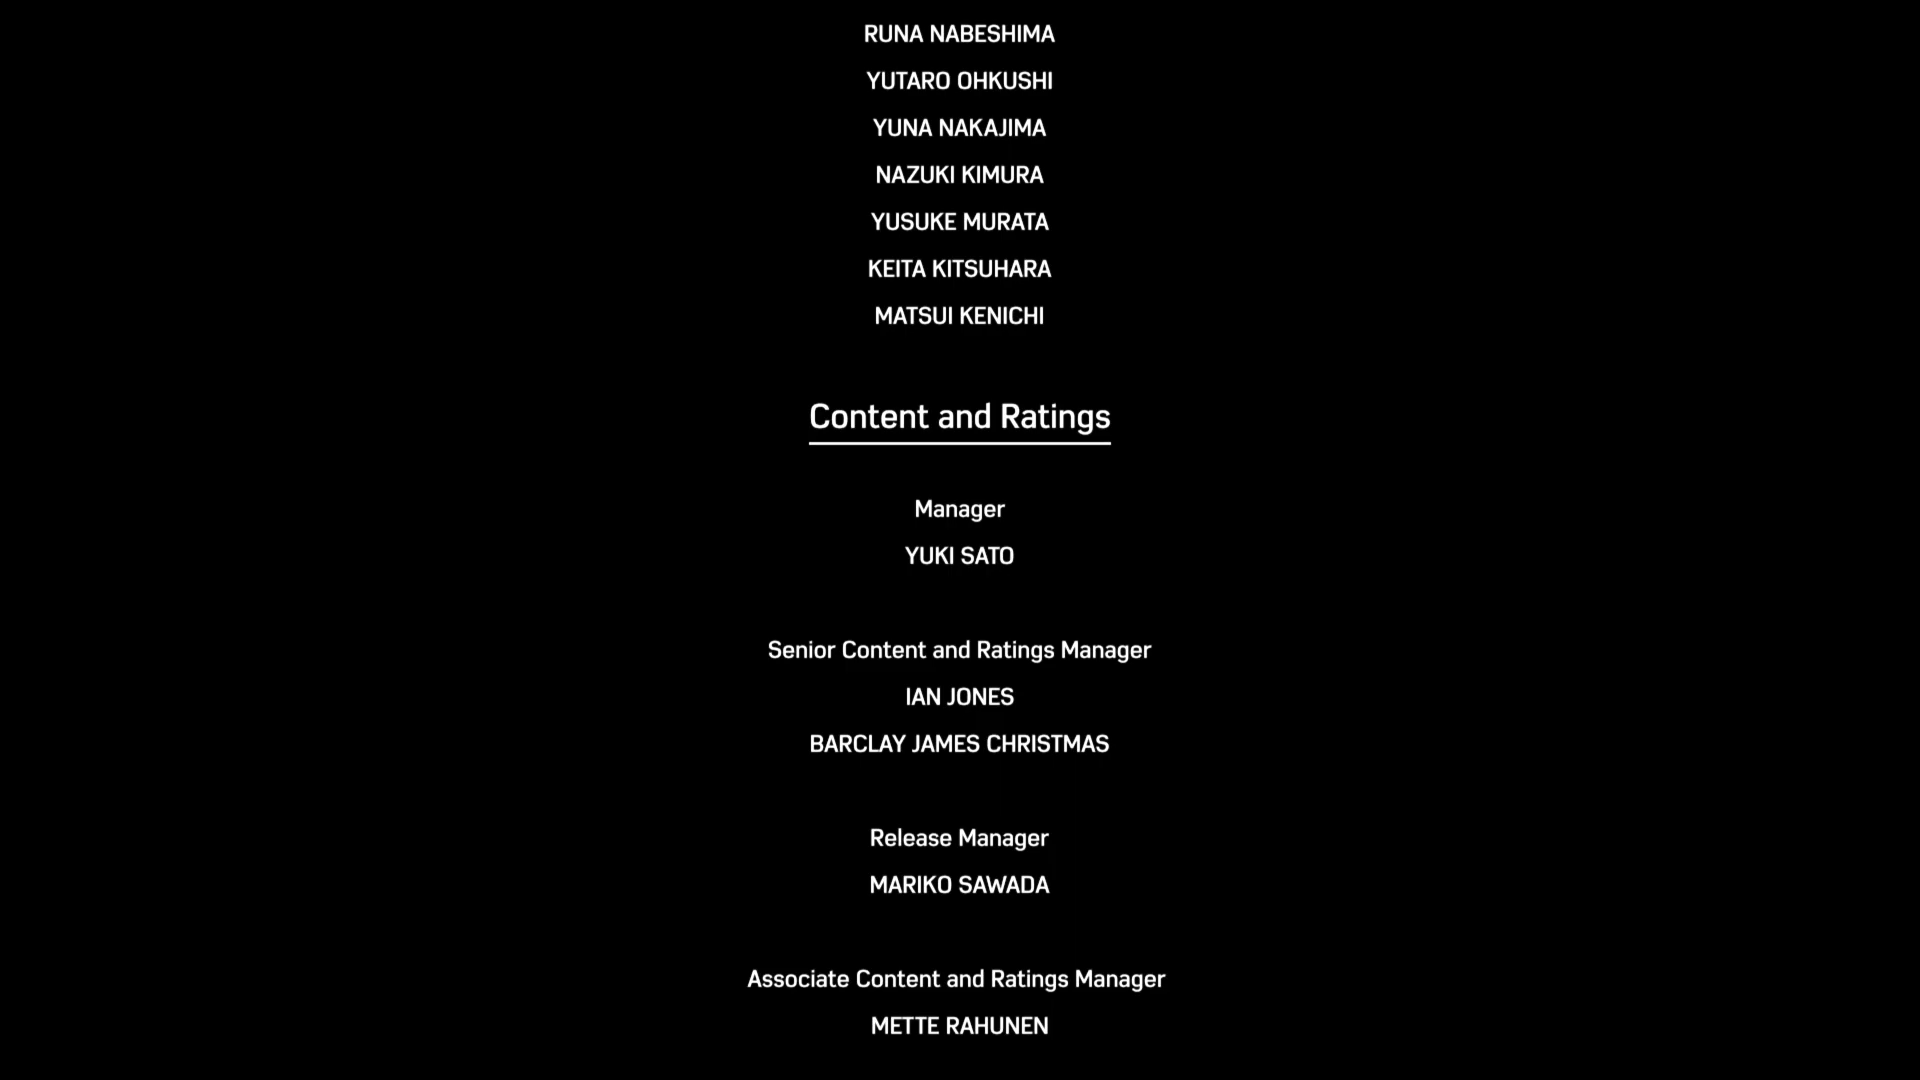 RUNA NABESHIMA
YUTARO OHKUSHI
YUNA NAKAJIMA
NAZUKI KIMURA
YUSUKE MURATA
KEITA KITSUHARA
MATSUI KENICHI
Content and Ratings
Manager
YUKI SATO
Senior Content and Ratings Manager
IAN JONES
BARCLAY JAMES CHRISTMAS
Release Manager
MARIKO SAWADA
Associate Content and Ratings Manager
METTE RAHUNEN